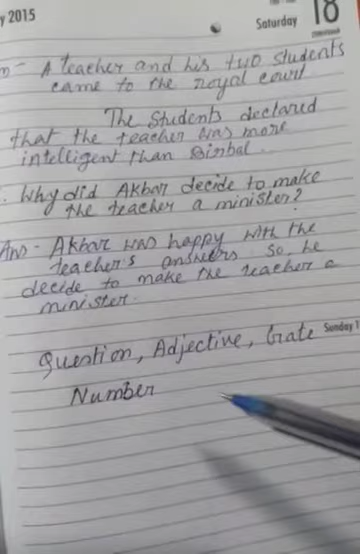 y 2015
Saturday 18
n- A teacher and his two students
came to the royal court
The students declared
that the teacher was more
intelligent than Birbal.
. Why did Akbar decide to make
the teacher a minister?
Ans- Akbar was happy with the
teacher's answers so he
decide to make the teacher a
minister.
Question, Adjective, Grate
Sunday 1
Number